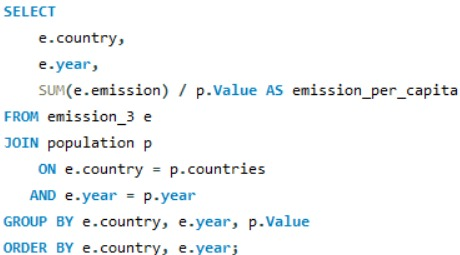 SELECT
e.country,
e.year,
SUM(e.emission) / p.Value AS emission_per_capita
FROM emission_3 e
JOIN population p
ON e.country = p.countries
AND e.year = p.year
GROUP BY e.country, e.year, p.Value
ORDER BY e.country, e.year;